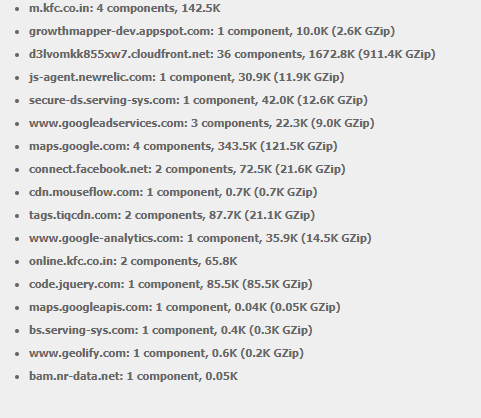 m.kfc.co.in: 4 components, 142.5K
growthmapper-dev.appspot.com: 1 component, 10.0K (2.6K GZip)
d3lvomkk855xw7.cloudfront.net: 36 components, 1672.8K (911.4K GZip)
js-agent.newrelic.com: 1 component, 30.9K (11.9K GZip)
secure-ds.serving-sys.com: 1 component, 42.0K (12.6K GZip)
www.googleadservices.com: 3 components, 22.3K (9.0K GZip)
maps.google.com: 4 components, 343.5K (121.5K GZip)
connect.facebook.net: 2 components, 72.5K (21.6K GZip)
cdn.mouseflow.com: 1 component, 0.7K (0.7K GZip)
tags.tiqcdn.com: 2 components, 87.7K (21.1K GZip)
www.google-analytics.com: 1 component, 35.9K (14.5K GZip)
online.kfc.co.in: 2 components, 65.8K
code.jquery.com: 1 component, 85.5K (85.5K GZip)
maps.googleapis.com: 1 component, 0.04K (0.05K GZip)
bs.serving-sys.com: 1 component, 0.4K (0.3K GZip)
www.geolify.com: 1 component, 0.6K (0.2K GZip)
bam.nr-data.net: 1 component, 0.05K